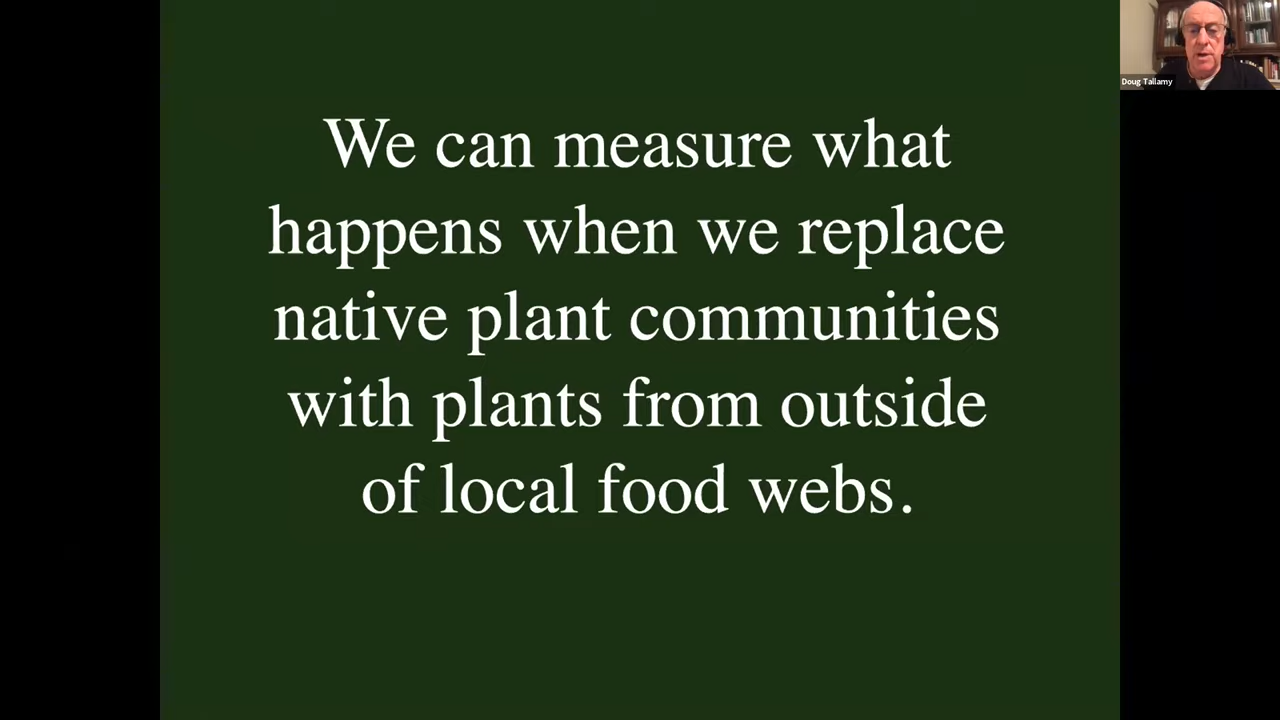 We can measure what
happens when we replace
native plant communities
with plants from outside
of local food webs.
Doug Tallamy